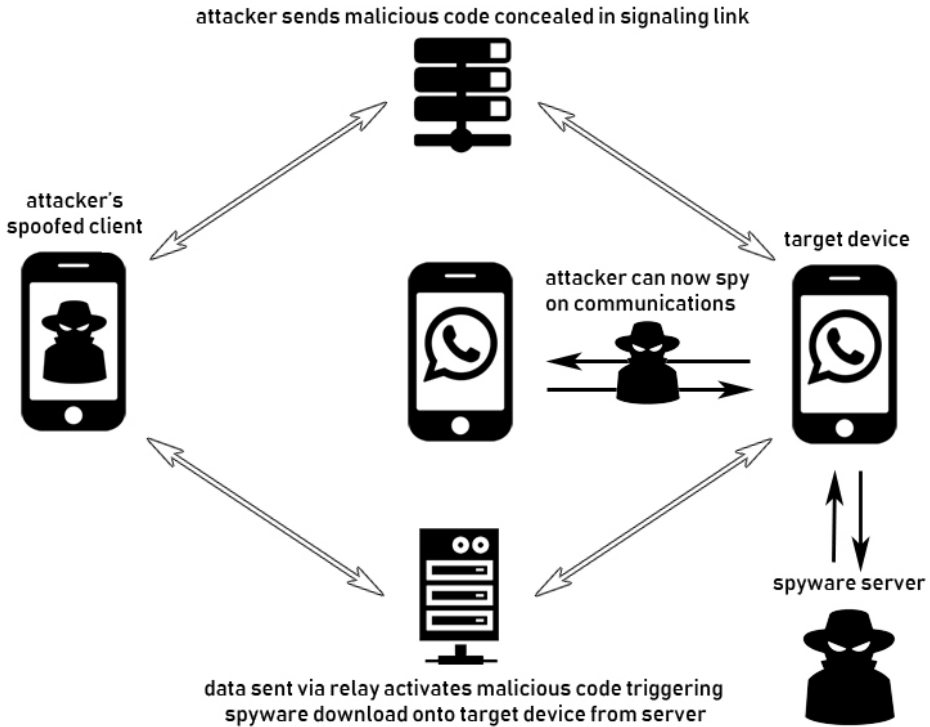 attacker sends malicious code concealed in signaling link
attacker's
spoofed client
target device
attacker can now spy
on communications
spyware server
data sent via relay activates malicious code triggering
spyware download onto target device from server